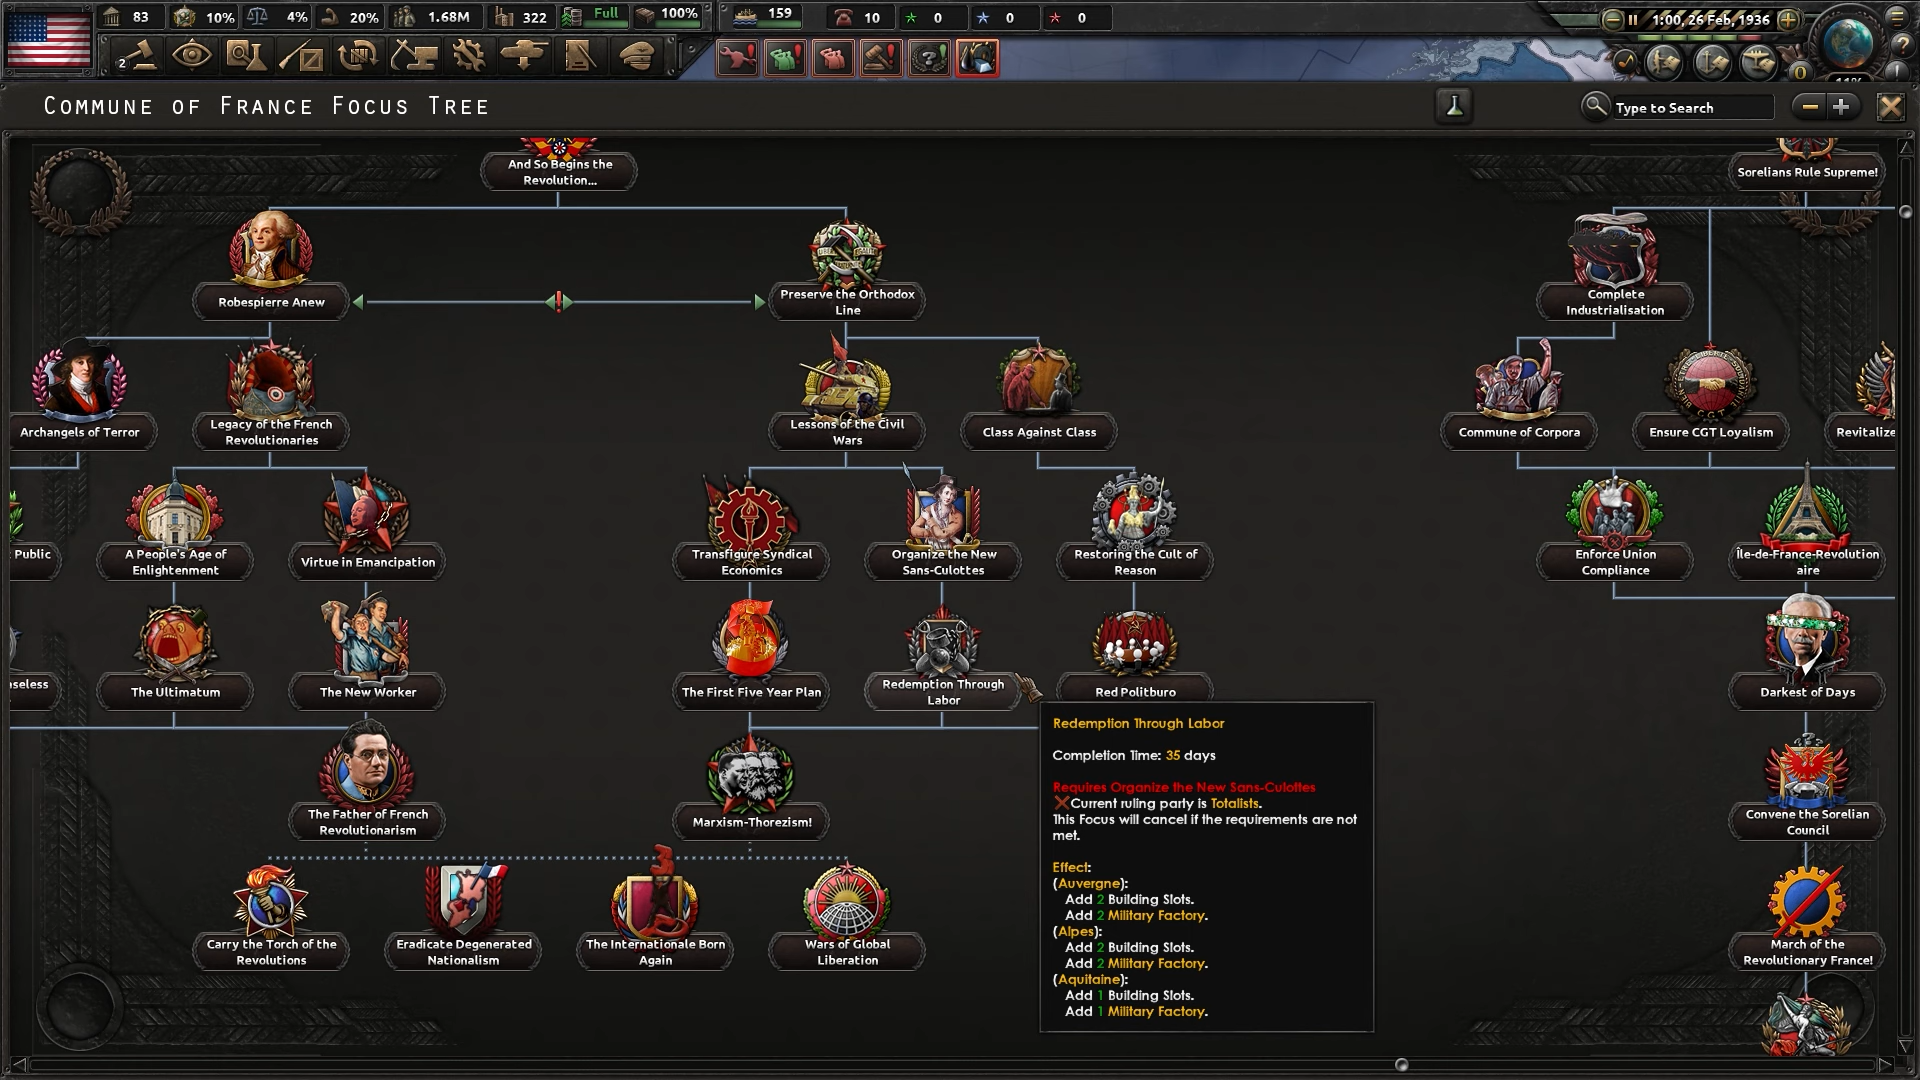 83
10%
4%
20%
1.68M
322
Full
100%
159
10
0
0
0
1:00, 26 Feb, 1936
2
0
Commune of France Focus Tree
Type to Search
And So Begins the
Revolution...
Sorelians Rule Supreme!
Robespierre Anew
Preserve the Orthodox
Line
Complete
Industrialisation
Archangels of Terror
Legacy of the French
Revolutionaries
Lessons of the Civil
Wars
Class Against Class
Commune of Corpora
Ensure CGT Loyalism
Revitalize
Public
A People's Age of
Enlightenment
Virtue in Emancipation
Transfigure Syndical
Economics
Organize the New
Sans-Culottes
Restoring the Cult of
Reason
Enforce Union
Compliance
Île-de-France-Revolution
aire
nseless
The Ultimatum
The New Worker
The First Five Year Plan
Redemption Through
Labor
Red Politburo
Darkest of Days
The Father of French
Revolutionarism
Marxism-Thorezism!
Convene the Sorelian
Council
Carry the Torch of the
Revolutions
Eradicate Degenerated
Nationalism
The Internationale Born
Again
Wars of Global
Liberation
March of the
Revolutionary France!
Redemption Through Labor
Completion Time: 35 days
Requires Organize the New Sans-Culottes
Current ruling party is Totalists.
This Focus will cancel if the requirements are not
met.
Effect:
(Auvergne):
Add 2 Building Slots.
Add 2 Military Factory.
(Alpes):
Add 2 Building Slots.
Add 2 Military Factory.
(Aquitaine):
Add 1 Building Slots.
Add 1 Military Factory.